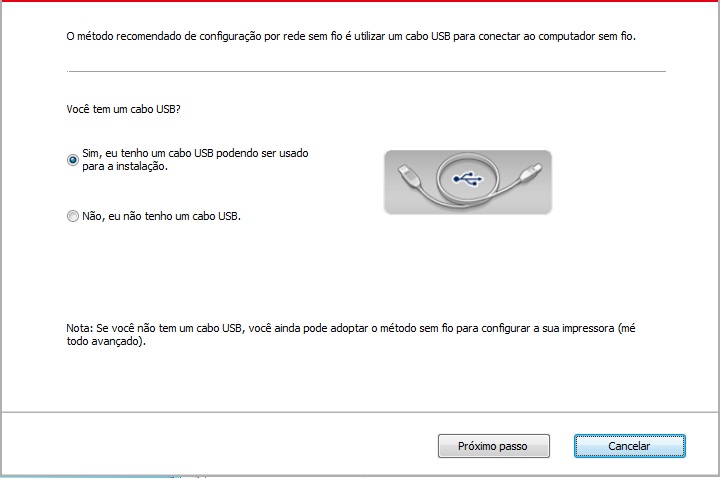 O método recomendado de configuração por rede sem fio é utilizar um cabo USB para conectar ao computador sem fio.
Você tem um cabo USB?
Sim, eu tenho um cabo USB podendo ser usado
para a instalação.
Não, eu não tenho um cabo USB.
Nota: Se você não tem um cabo USB, você ainda pode adoptar o método sem fio para configurar a sua impressora (mé
todo avançado).
Próximo passo
Cancelar